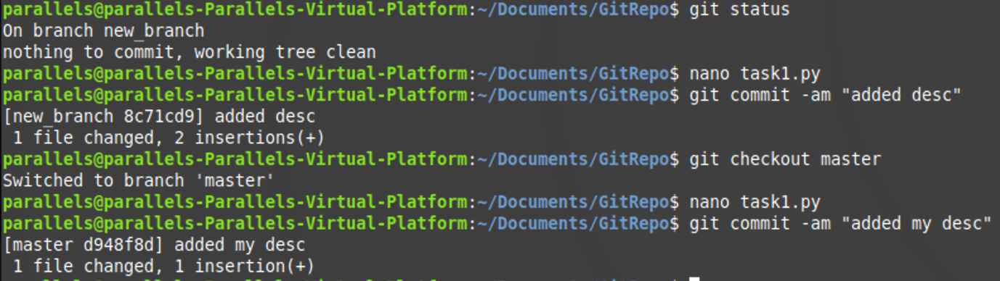 parallels@parallels-Parallels-Virtual-Platform:~/Documents/GitRepo$ git status
On branch new_branch
nothing to commit, working tree clean
parallels@parallels-Parallels-Virtual-Platform:~/Documents/GitRepo$ nano task1.py
parallels@parallels-Parallels-Virtual-Platform:~/Documents/GitRepo$ git commit -am "added desc"
[new_branch 8c71cd9] added desc
 1 file changed, 2 insertions(+)
parallels@parallels-Parallels-Virtual-Platform:~/Documents/GitRepo$ git checkout master
Switched to branch 'master'
parallels@parallels-Parallels-Virtual-Platform:~/Documents/GitRepo$ nano task1.py
parallels@parallels-Parallels-Virtual-Platform:~/Documents/GitRepo$ git commit -am "added my desc"
[master d948f8d] added my desc
 1 file changed, 1 insertion(+)